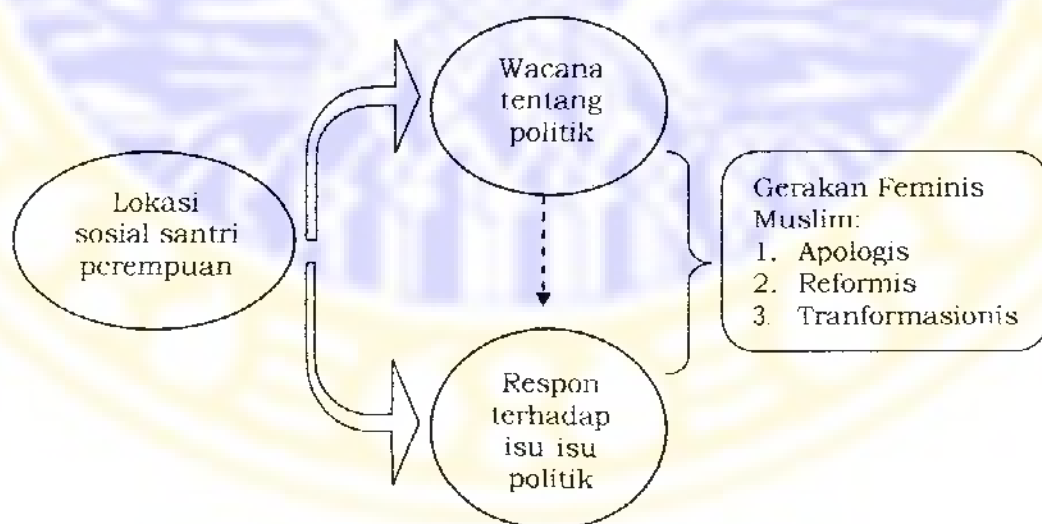 Lokasi
sosial santri
perempuan
Wacana
tentang
politik
Respon
terhadap
isu isu
politik
Gerakan Feminis
Muslim:
1. Apologis
2. Reformis
3. Tranformasionis